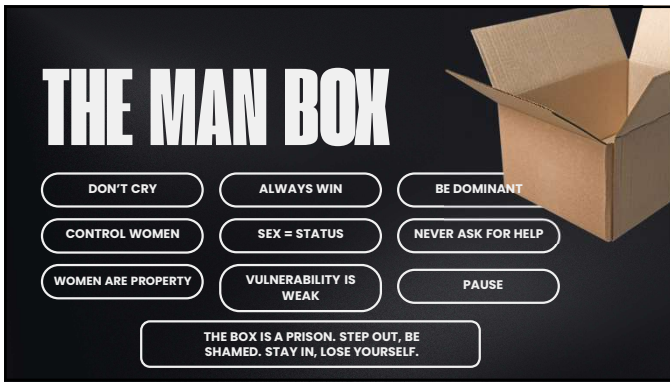 THE MAN BOX
DON'T CRY
ALWAYS WIN
BE DOMINANT
CONTROL WOMEN
SEX = STATUS
NEVER ASK FOR HELP
WOMEN ARE PROPERTY
VULNERABILITY IS
WEAK
PAUSE
THE BOX IS A PRISON. STEP OUT, BE
SHAMED. STAY IN, LOSE YOURSELF.